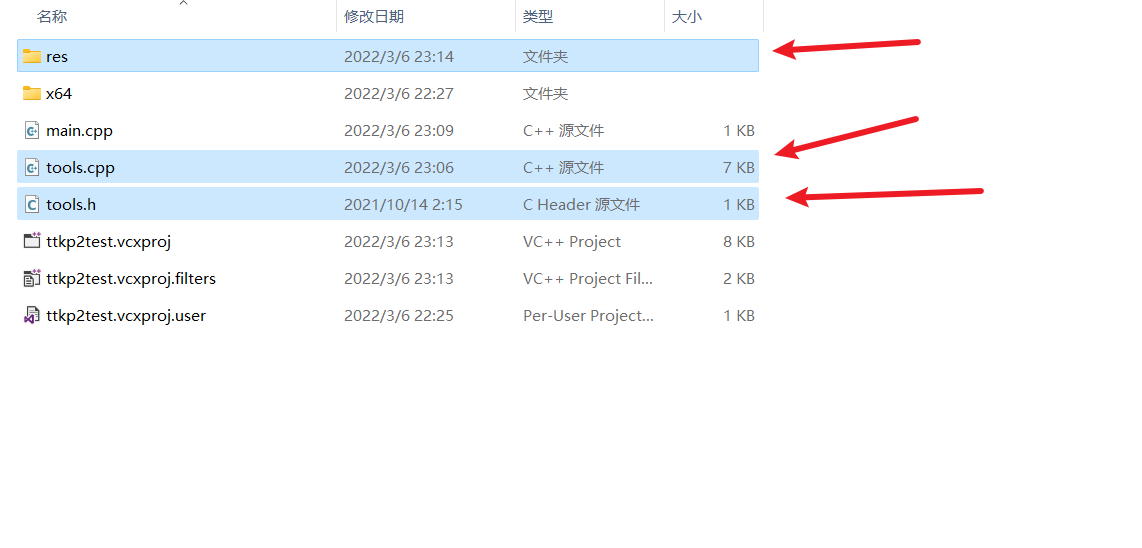 名称 修改日期 类型 大小
res 2022/3/6 23:14 文件夹
x64 2022/3/6 22:27 文件夹
main.cpp 2022/3/6 23:09 C++ 源文件 1 KB
tools.cpp 2022/3/6 23:06 C++ 源文件 7 KB
tools.h 2021/10/14 2:15 C Header 源文件 1 KB
ttkp2test.vcxproj 2022/3/6 23:13 VC++ Project 8 KB
ttkp2test.vcxproj.filters 2022/3/6 23:13 VC++ Project Fil... 2 KB
ttkp2test.vcxproj.user 2022/3/6 22:25 Per-User Project... 1 KB